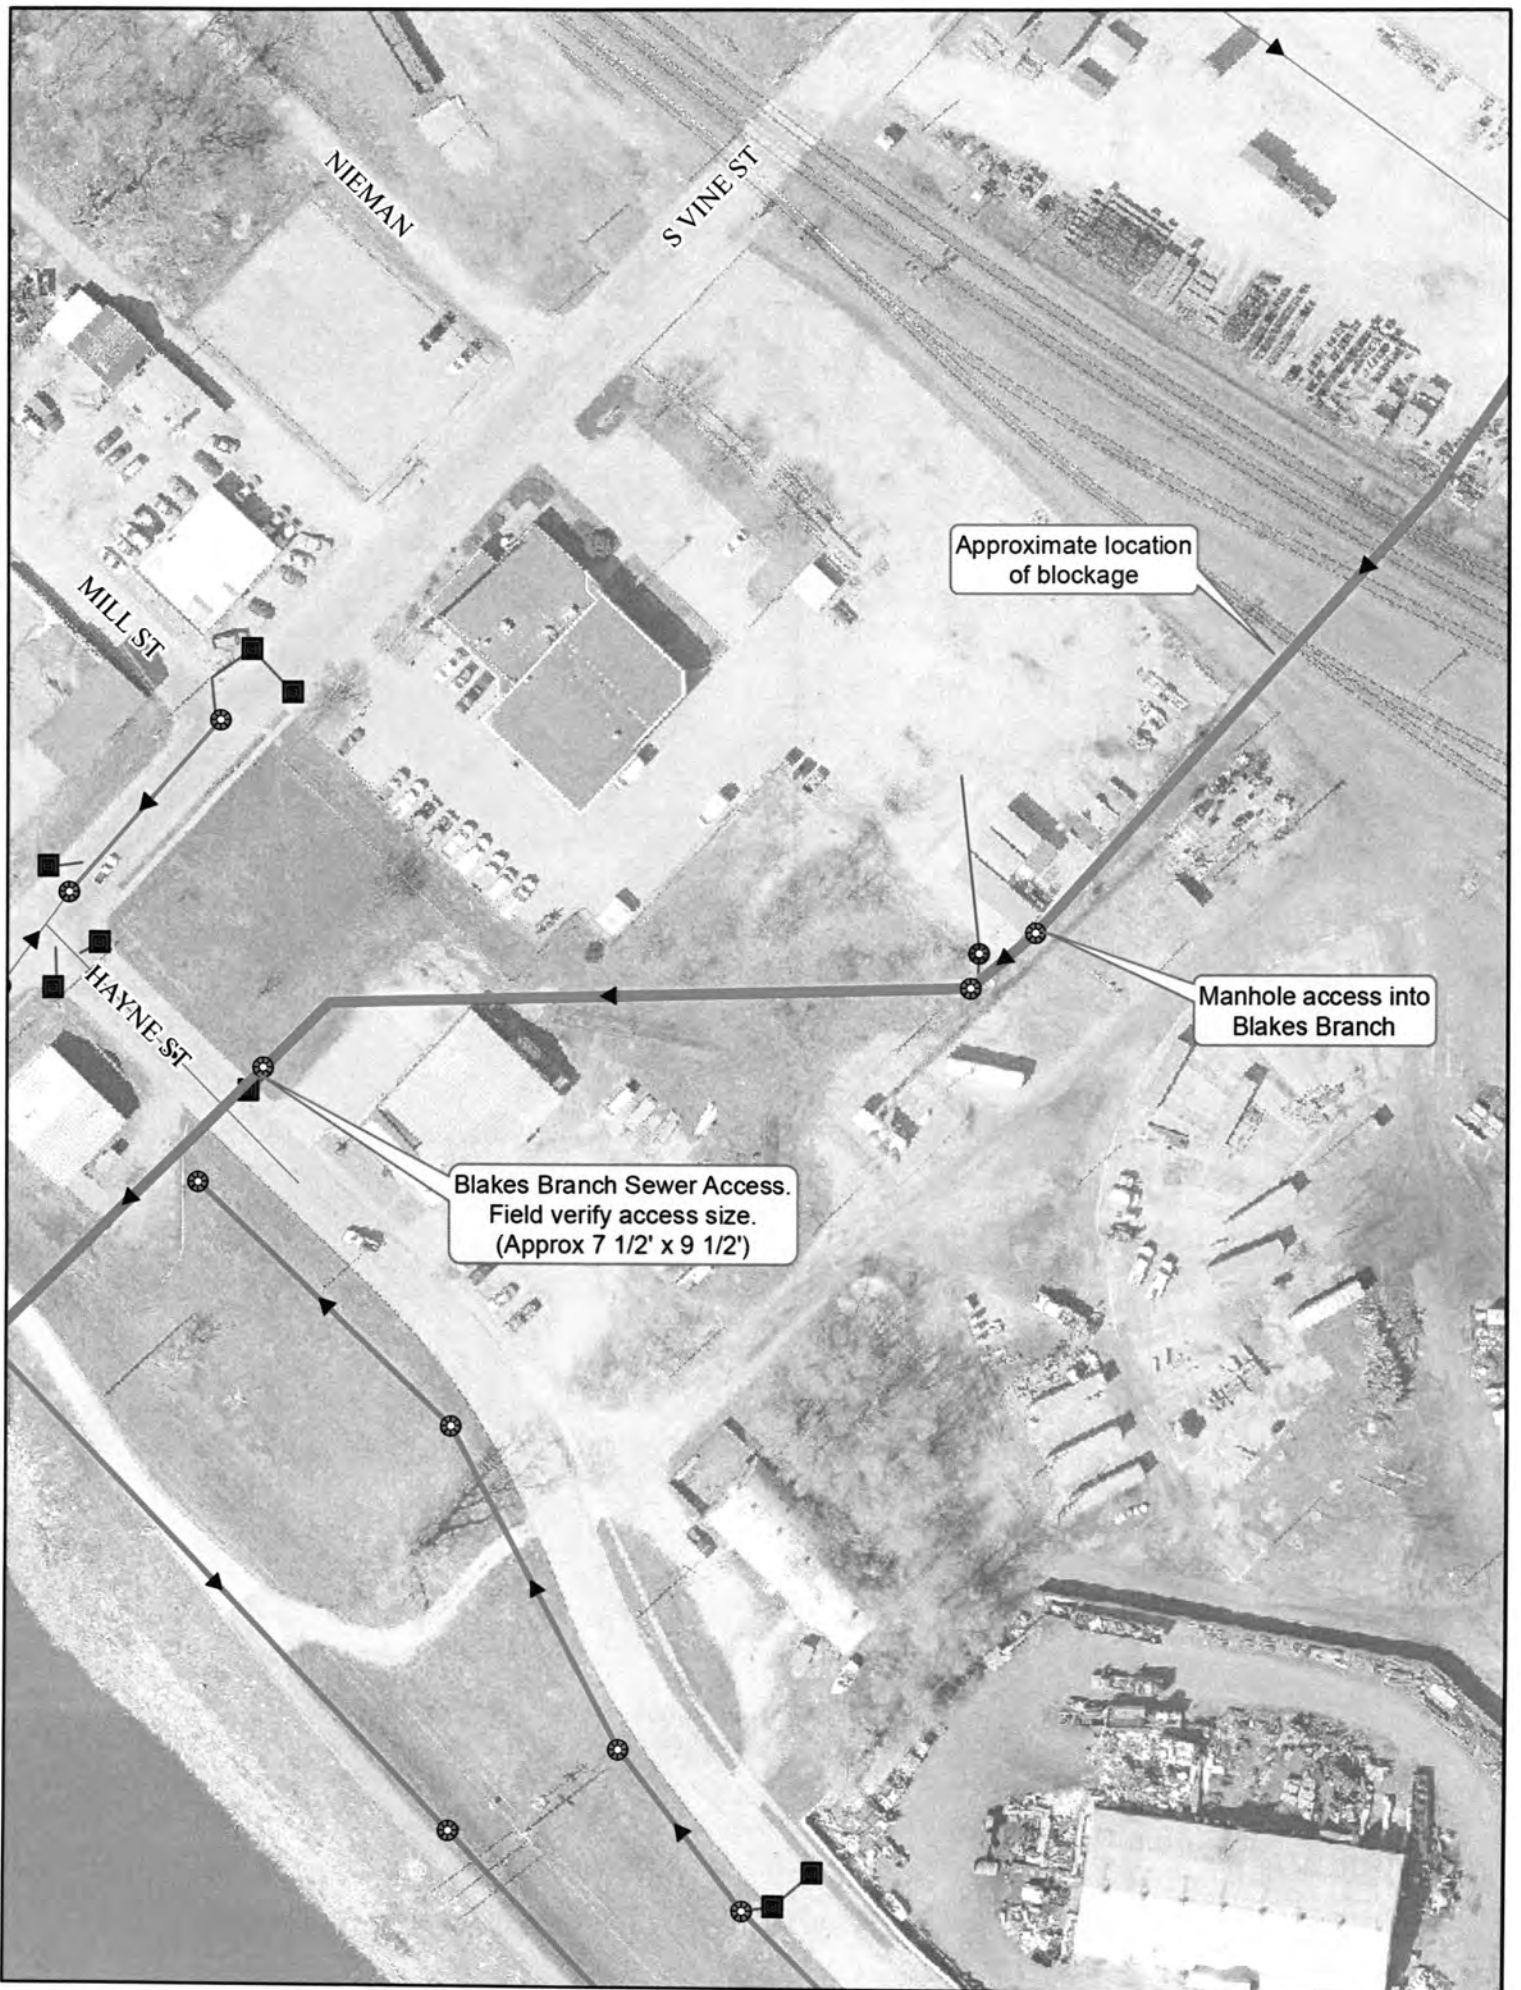 NIEMAN
S VINE ST
Approximate location
of blockage
MILL ST
HAYNE ST
Manhole access into
Blakes Branch
Blakes Branch Sewer Access.
Field verify access size.
(Approx 7 1/2' x 9 1/2')